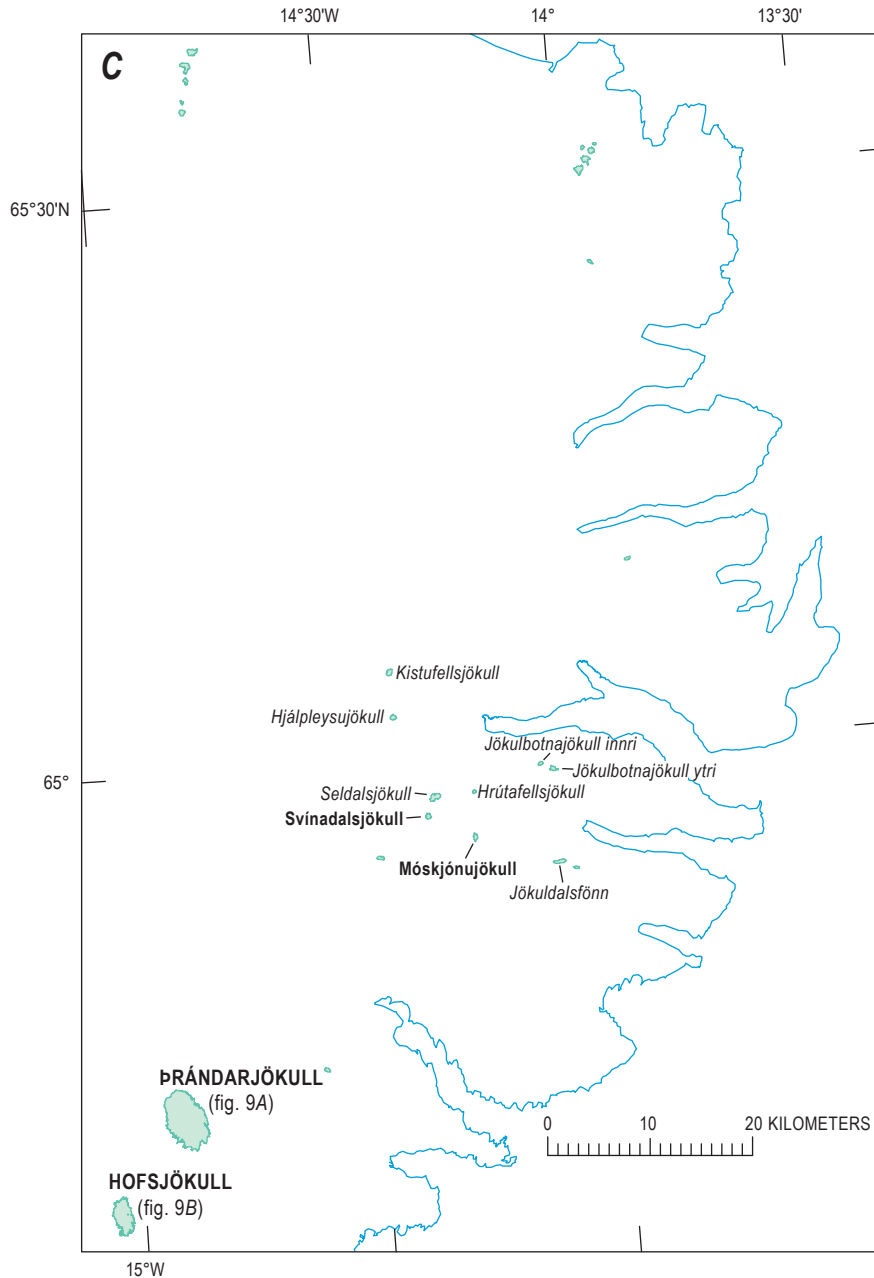 14°30'W 14° 13°30'
C
65°30'N
Kistufellsjökull
Hjálpleysujökull
Jökulbotnajökull innri
65°
Jökulbotnajökull ytri
Seldalsjökull
Hrútafellsjökull
Svínadalsjökull
Móskjónujökull
Jökuldalsfönn
ÞRÁNDARJÖKULL
(fig. 9A)
0 10 20 KILOMETERS
HOFSJÖKULL
(fig. 9B)
15°W